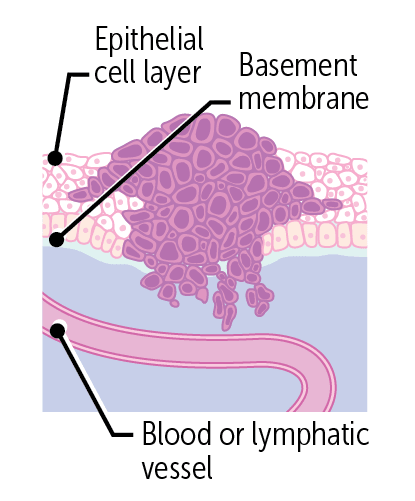 Epithelial
cell layer
Basement
membrane
Blood or lymphatic
vessel